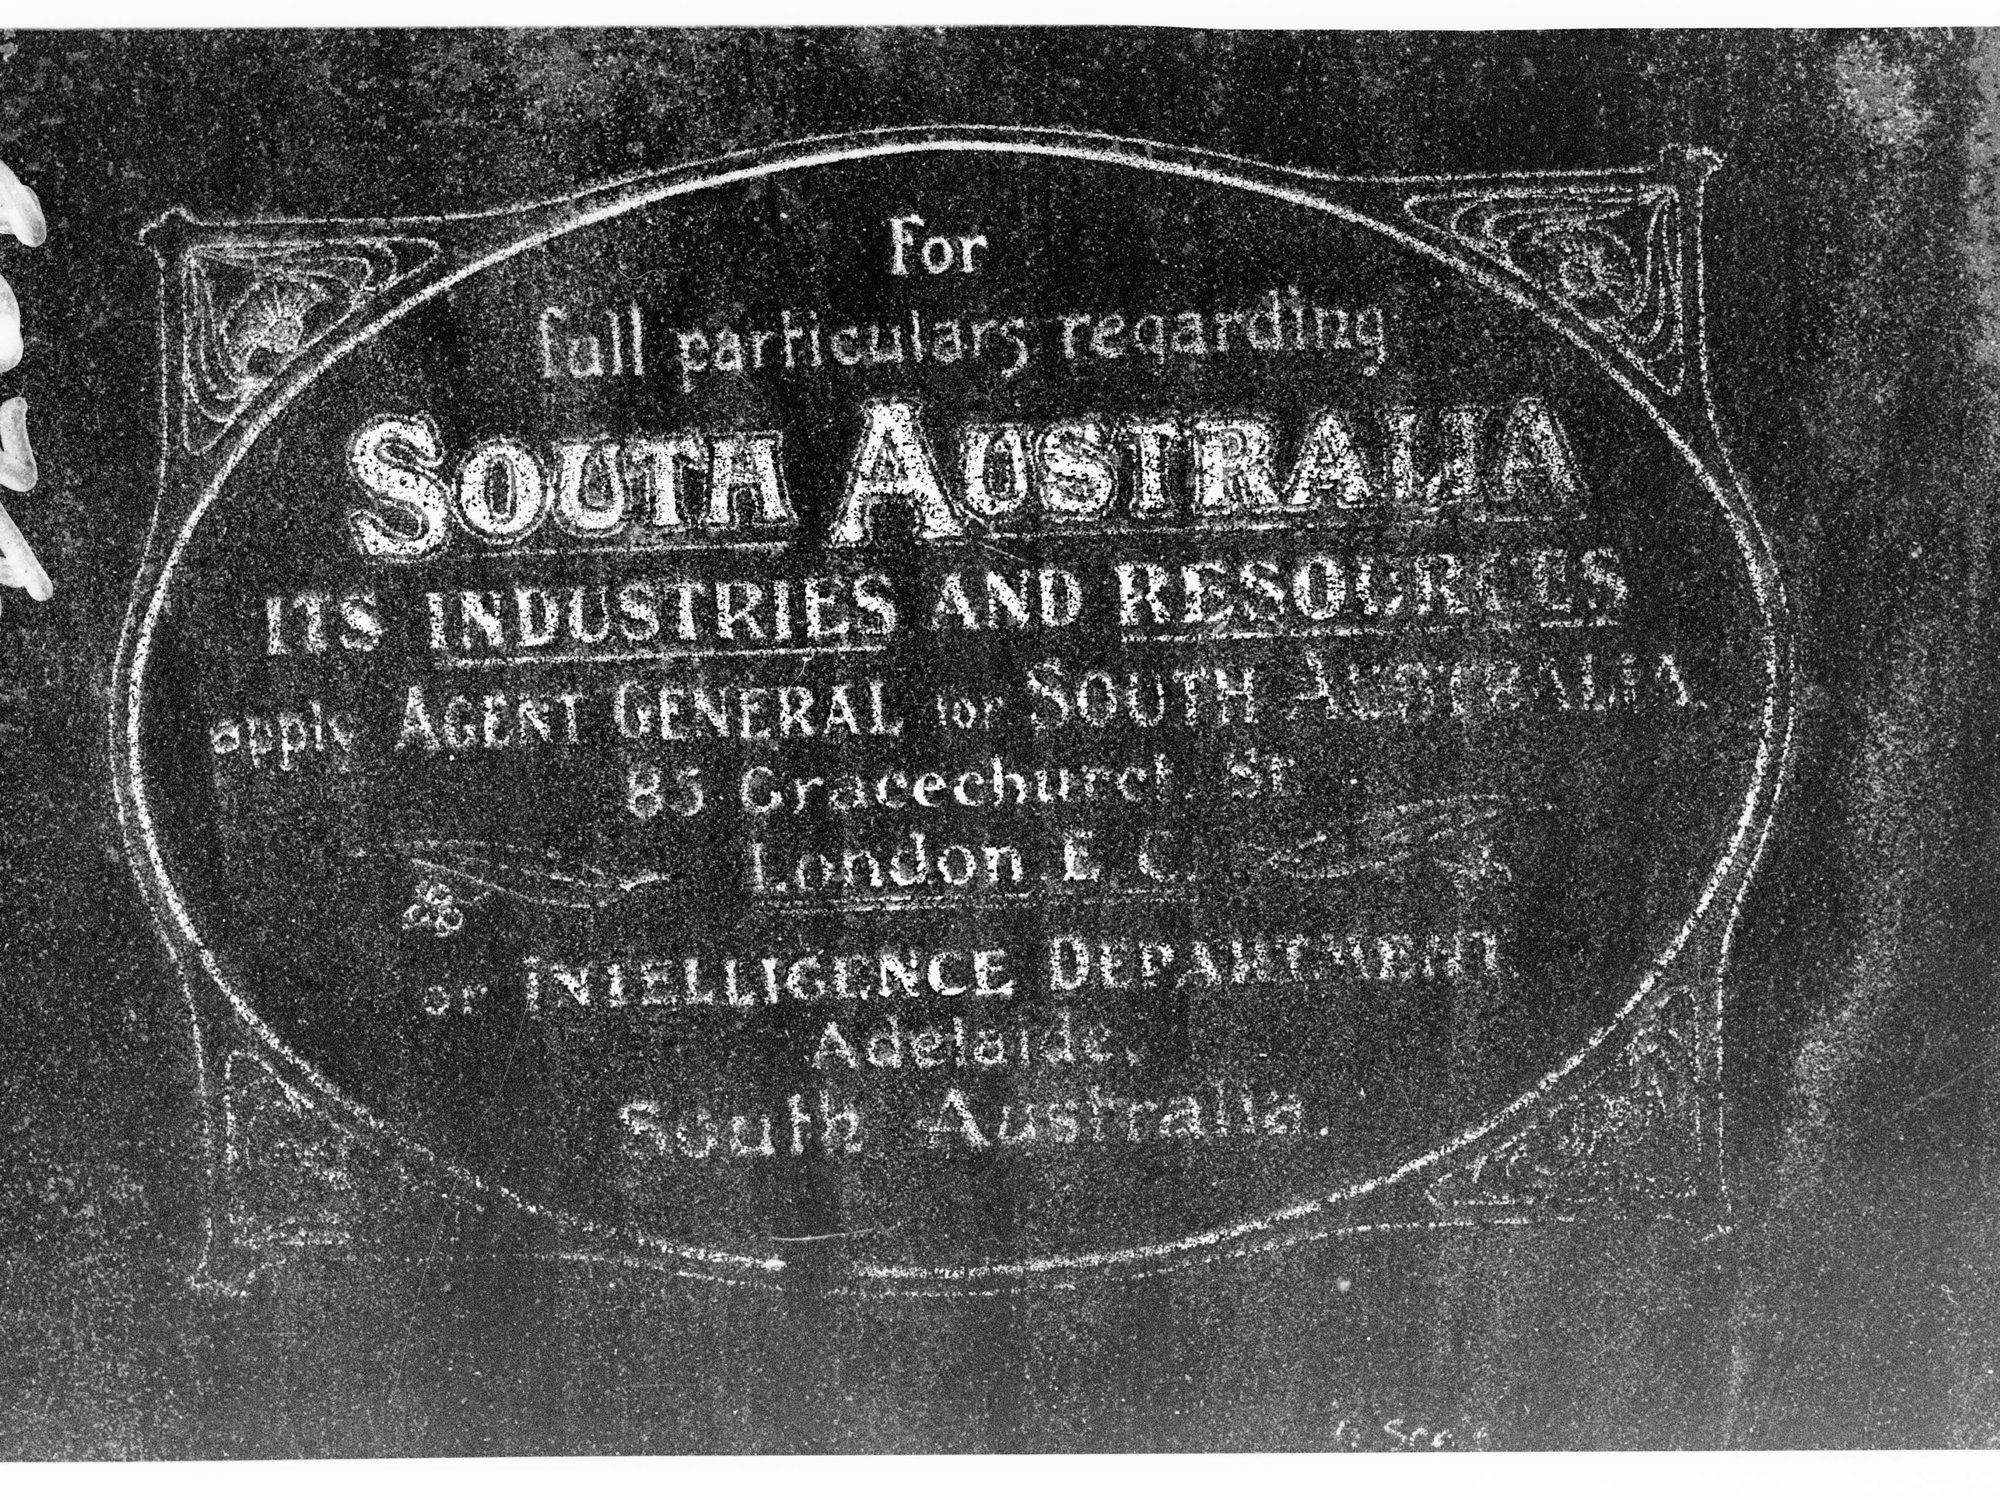 For
full particulars regarding
SOUTH AUSTRALIA
ITS INDUSTRIES AND RESOURCES
apply AGENT GENERAL for SOUTH AUSTRALIA.
85 Gracechurch St
London E.C.
or INTELLIGENCE DEPARTMENT
Adelaide,
South Australia.